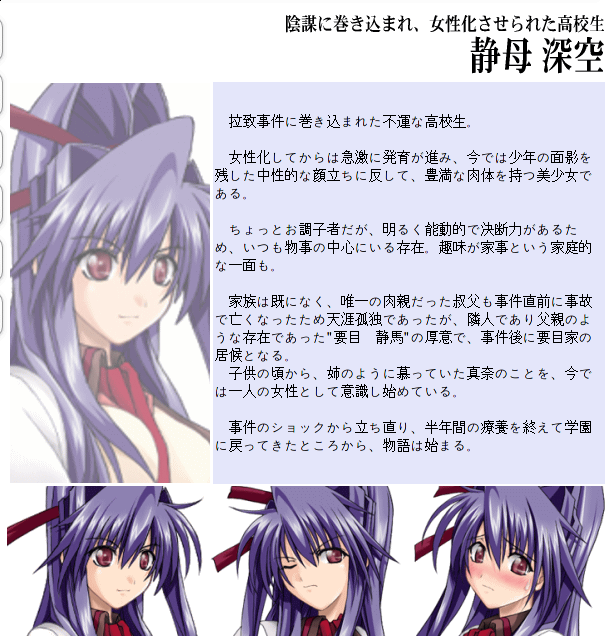 陰謀に巻き込まれ、女性化させられた高校生
静母 深空
拉致事件に巻き込まれた不運な高校生。
女性化してからは急激に発育が進み、今では少年の面影を
残した中性的な顔立ちに反して、豊満な肉体を持つ美少女で
ある。
ちょっとお調子者だが、明るく能動的で決断力があるた
め、いつも物事の中心にいる存在。趣味が家事という家庭的
な一面も。
家族は既になく、唯一の肉親だった叔父も事件直前に事故
で亡くなったため天涯孤独であったが、隣人であり父親のよ
うな存在であった"要目 静馬"の厚意で、事件後に要目家の
居候となる。
子供の頃から、姉のように慕っていた真奈のことを、今で
は一人の女性として意識し始めている。
事件のショックから立ち直り、半年間の療養を終えて学園
に戻ってきたところから、物語は始まる。